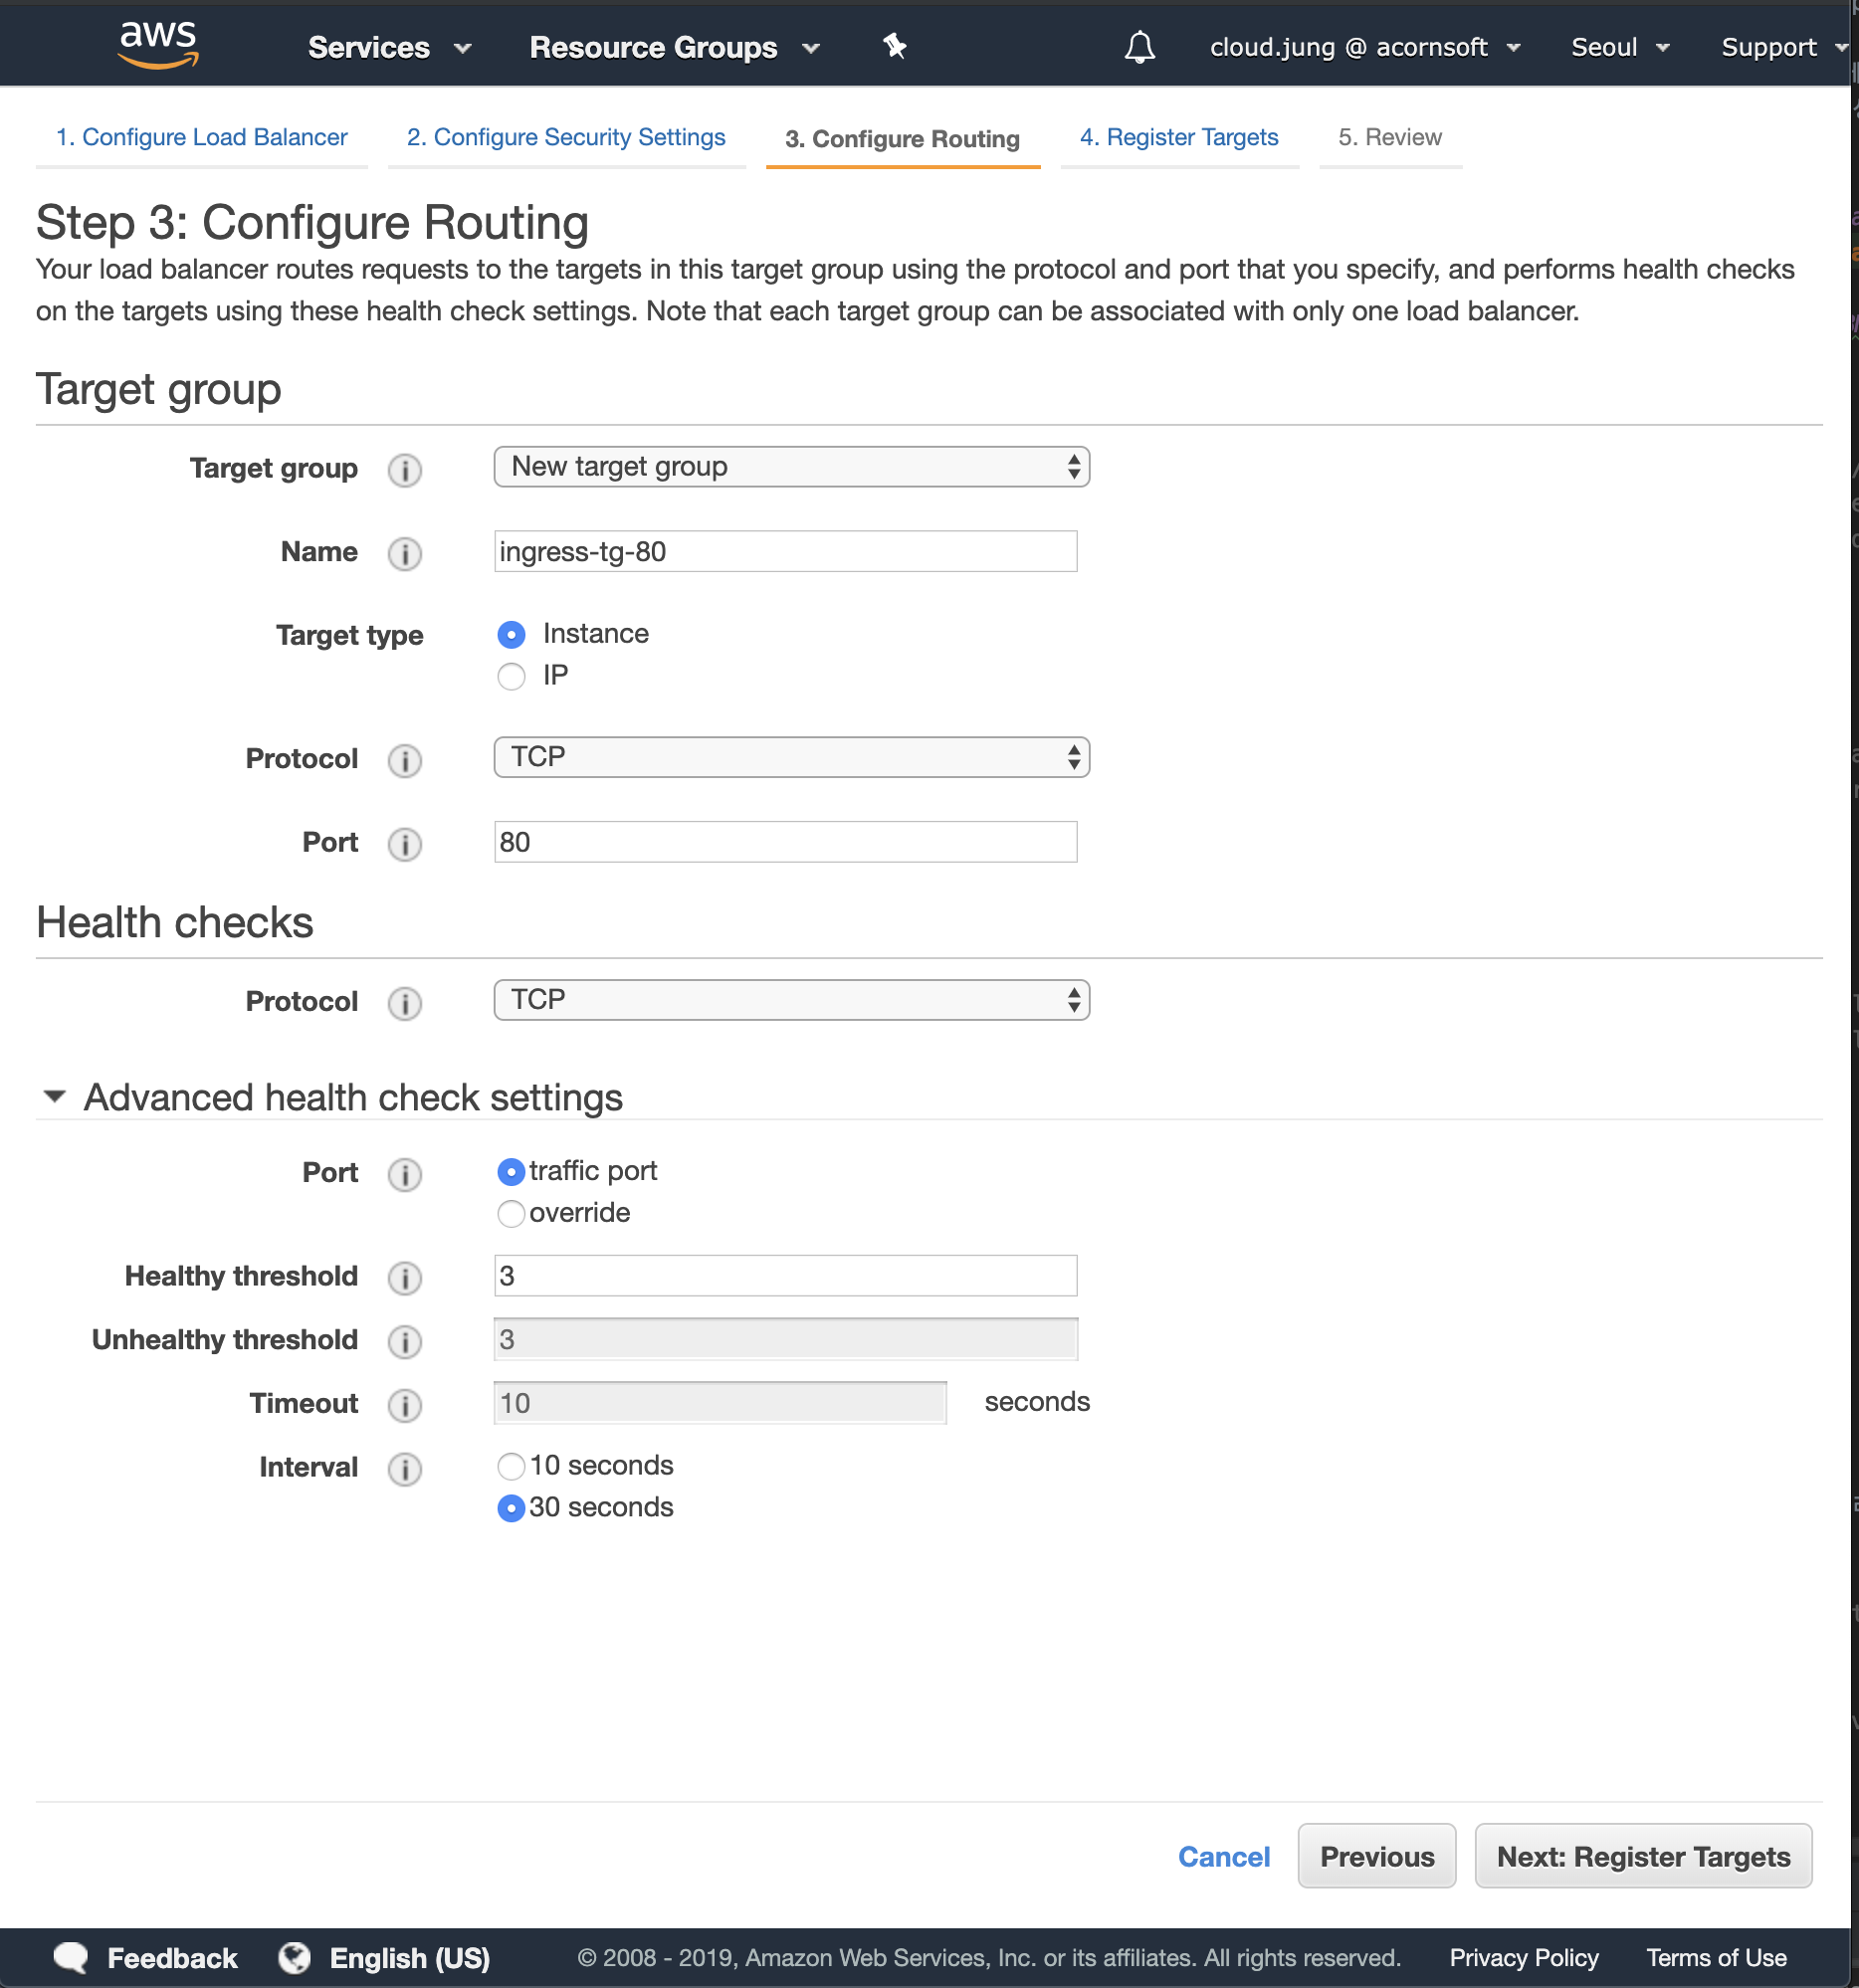 aws Services Resource Groups cloud.jung @ acornsoft Seoul Support
1. Configure Load Balancer 2. Configure Security Settings 3. Configure Routing 4. Register Targets 5. Review
Step 3: Configure Routing
Your load balancer routes requests to the targets in this target group using the protocol and port that you specify, and performs health checks
on the targets using these health check settings. Note that each target group can be associated with only one load balancer.
Target group
Target group i New target group
Name i ingress-tg-80
Target type Instance
IP
Protocol i TCP
Port i 80
Health checks
Protocol i TCP
Advanced health check settings
Port i traffic port
override
Healthy threshold i 3
Unhealthy threshold i 3
Timeout i 10 seconds
Interval i 10 seconds
30 seconds
Cancel Previous Next: Register Targets
Feedback English (US) © 2008 - 2019, Amazon Web Services, Inc. or its affiliates. All rights reserved. Privacy Policy Terms of Use